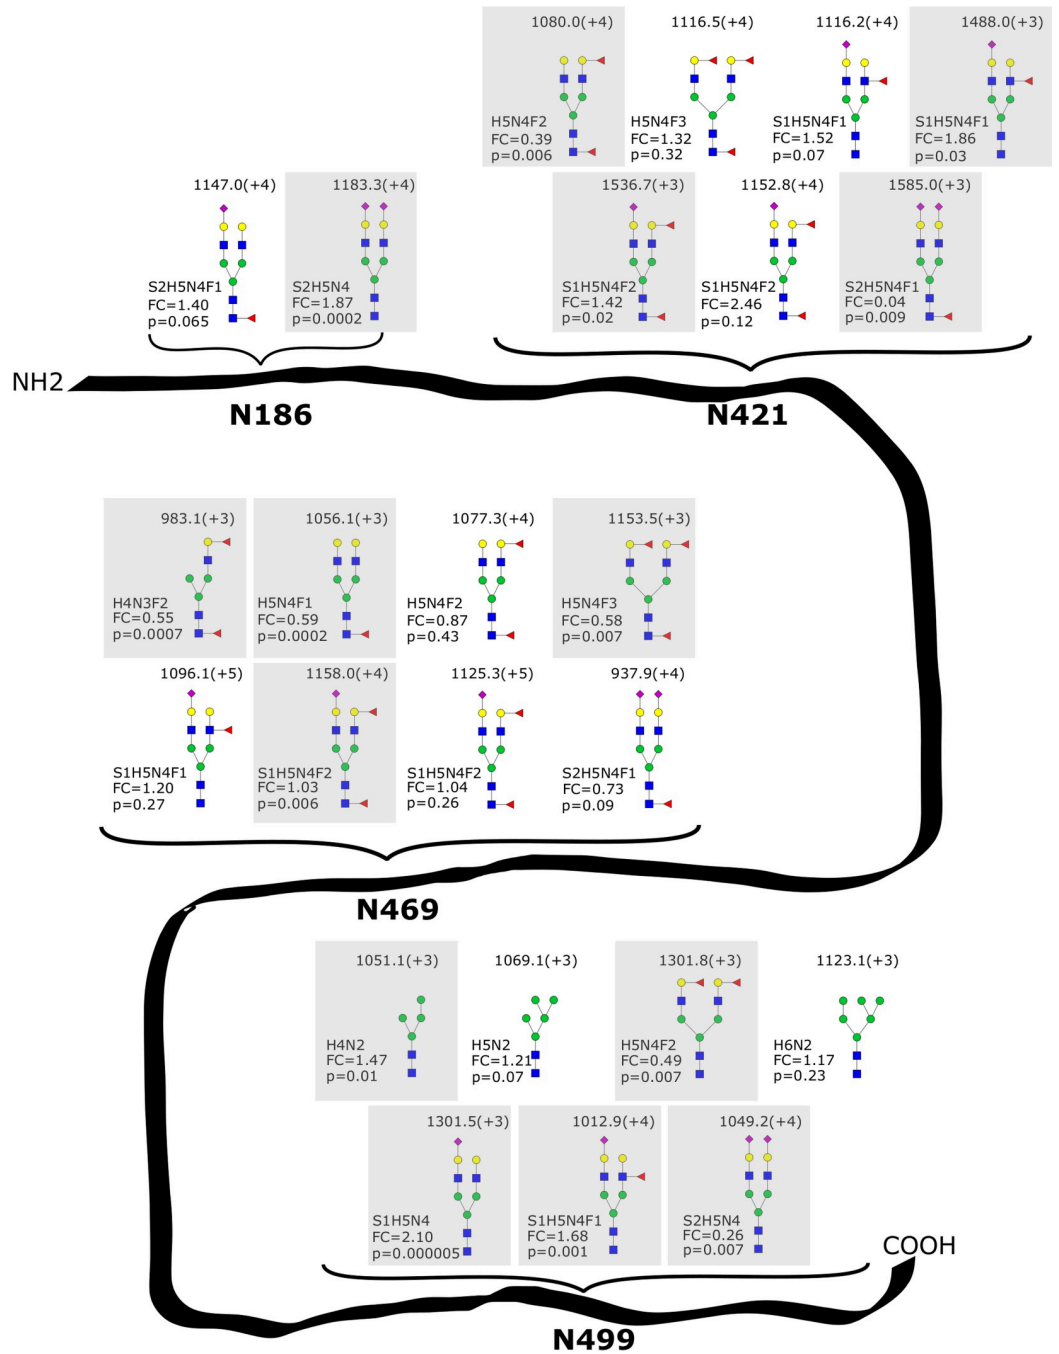 1080.0(+4)
H5N4F2
FC=0.39
p=0.006
1116.5(+4)
H5N4F3
FC=1.32
p=0.32
1116.2(+4)
S1H5N4F1
FC=1.52
p=0.07
1488.0(+3)
S1H5N4F1
FC=1.86
p=0.03
1147.0(+4)
S2H5N4F1
FC=1.40
p=0.065
1183.3(+4)
S2H5N4
FC=1.87
p=0.0002
1536.7(+3)
S1H5N4F2
FC=1.42
p=0.02
1152.8(+4)
S1H5N4F2
FC=2.46
p=0.12
1585.0(+3)
S2H5N4F1
FC=0.04
p=0.009
NH2
N186
N421
983.1(+3)
H4N3F2
FC=0.55
p=0.0007
1056.1(+3)
H5N4F1
FC=0.59
p=0.0002
1077.3(+4)
H5N4F2
FC=0.87
p=0.43
1153.5(+3)
H5N4F3
FC=0.58
p=0.007
1096.1(+5)
S1H5N4F1
FC=1.20
p=0.27
1158.0(+4)
S1H5N4F2
FC=1.03
p=0.006
1125.3(+5)
S1H5N4F2
FC=1.04
p=0.26
937.9(+4)
S2H5N4F1
FC=0.73
p=0.09
N469
1051.1(+3)
H4N2
FC=1.47
p=0.01
1069.1(+3)
H5N2
FC=1.21
p=0.07
1301.8(+3)
H5N4F2
FC=0.49
p=0.007
1123.1(+3)
H6N2
FC=1.17
p=0.23
1301.5(+3)
S1H5N4
FC=2.10
p=0.000005
1012.9(+4)
S1H5N4F1
FC=1.68
p=0.001
1049.2(+4)
S2H5N4
FC=0.26
p=0.007
COOH
N499